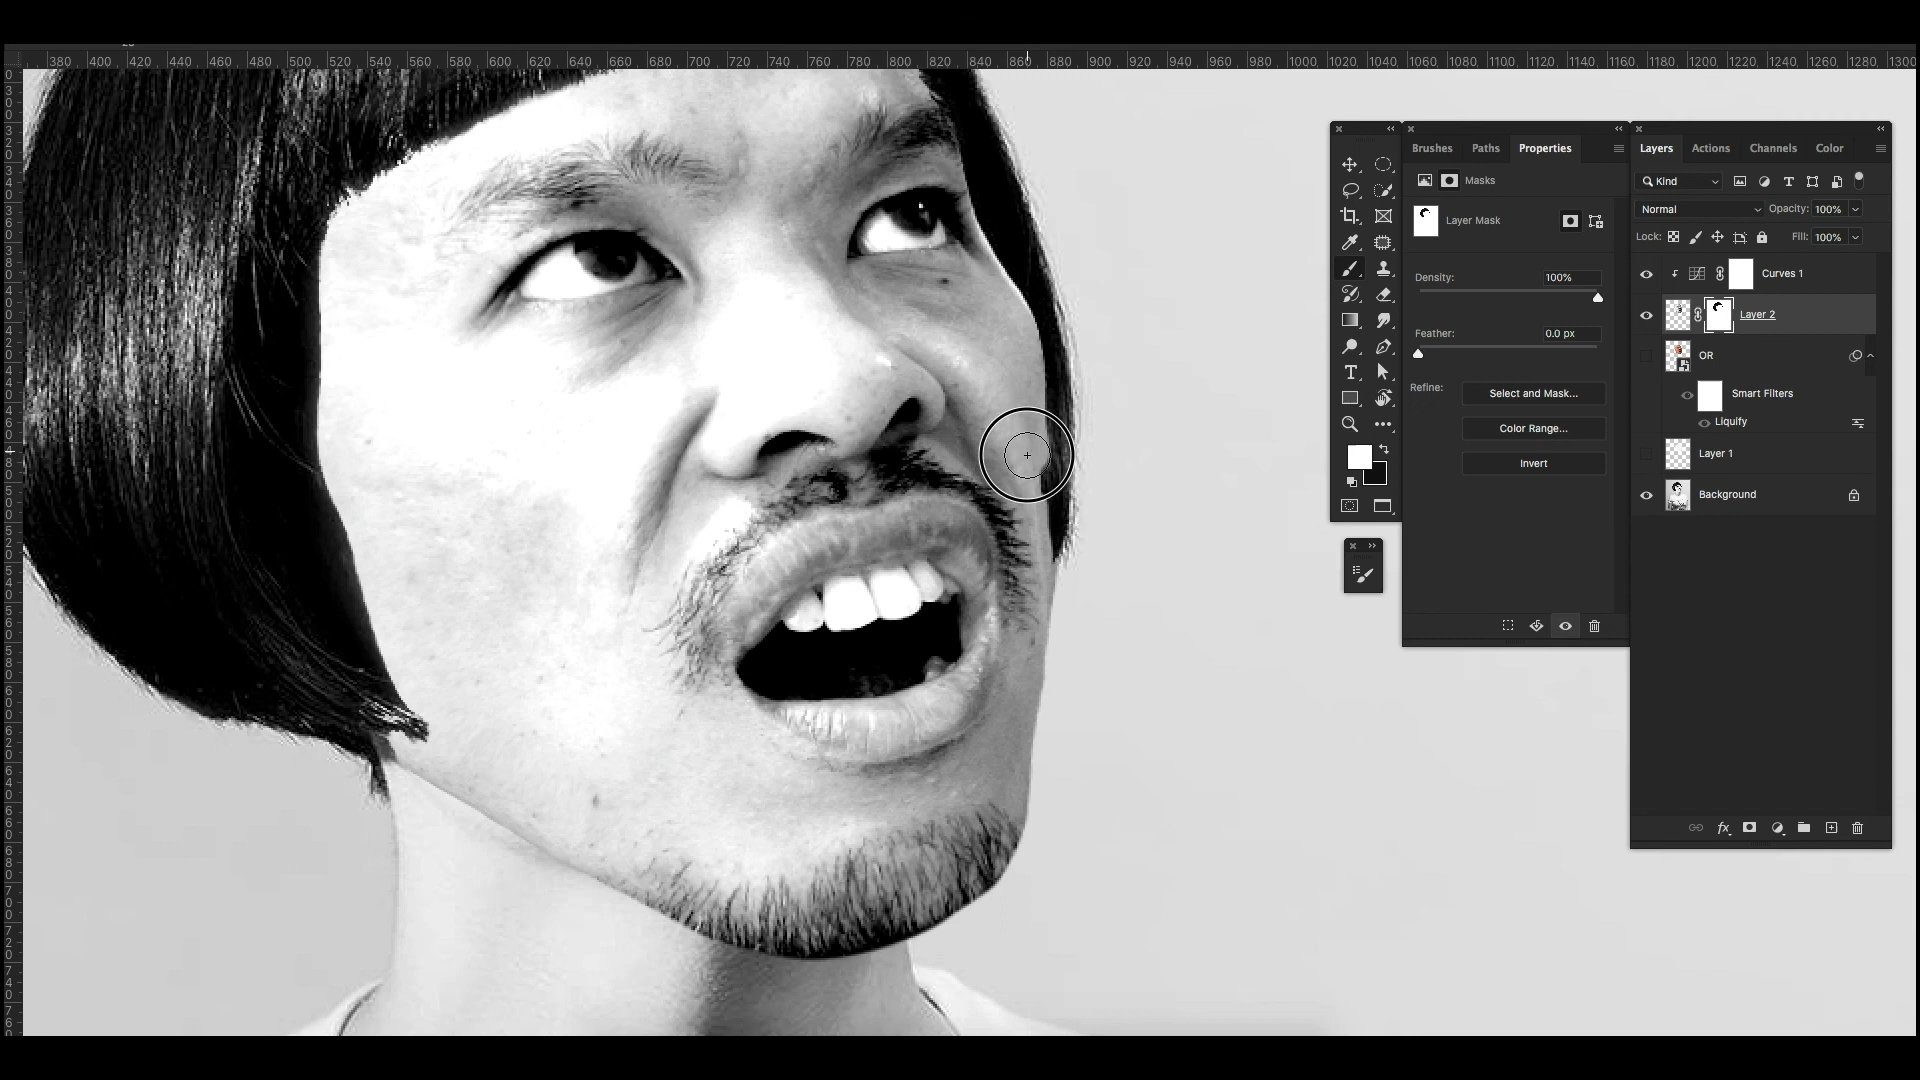 380 400 420 440 460 480 500 520 540 560 580 600 620 640 660 680 700 720 740 760 780 800 820 840 860 880 900 920 940 960 980 1000 1020 1040 1060 1080 1100 1120 1140 1160 1180 1200 1220 1240 1260 1280 1300
Brushes Paths Properties
Masks
Layer Mask
Density: 100%
Feather: 0.0 px
Refine: Select and Mask...
Color Range...
Invert
Layers Actions Channels Color
Kind
Normal Opacity: 100%
Lock: Fill: 100%
Curves 1
Layer 2
OR
Smart Filters
Liquify
Layer 1
Background
fx